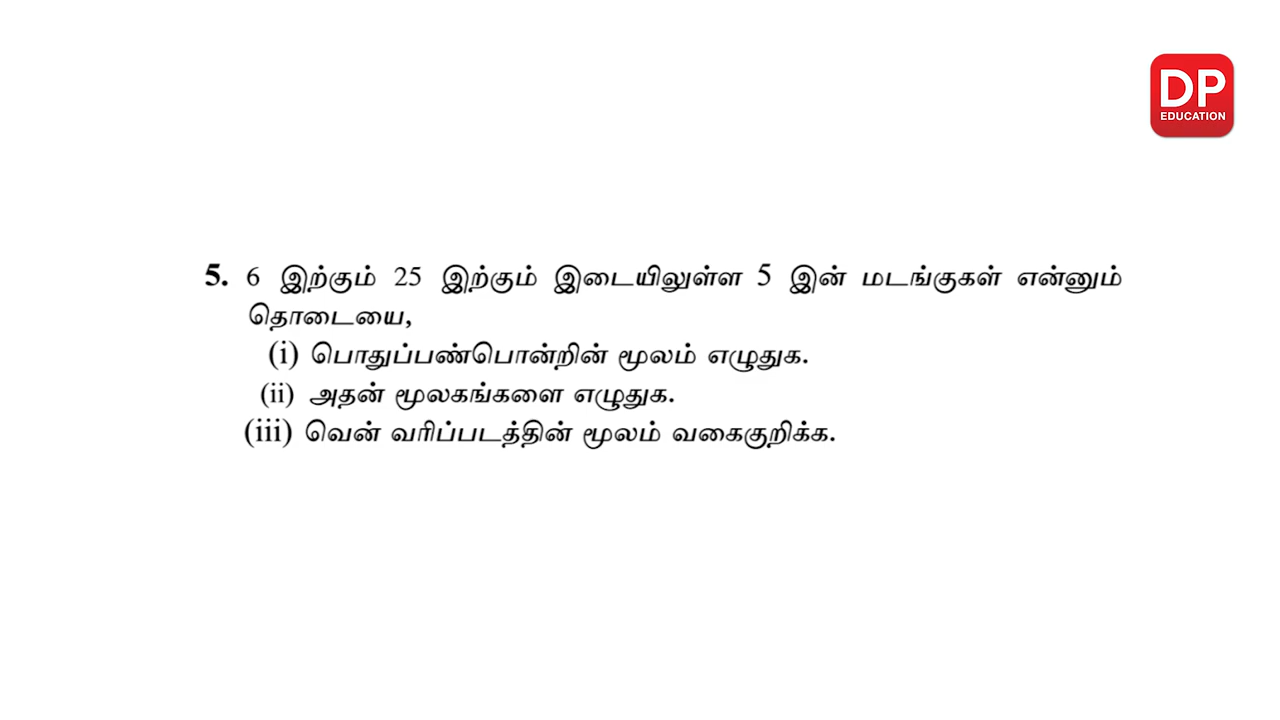 DP
EDUCATION
5. 6 இற்கும் 25 இற்கும் இடையிலுள்ள 5 இன் மடங்குகள் என்னும்
தொடையை,
(i) பொதுப்பண்பொன்றின் மூலம் எழுதுக.
(ii) அதன் மூலகங்களை எழுதுக.
(iii) வென் வரிப்படத்தின் மூலம் வகைகுறிக்க.